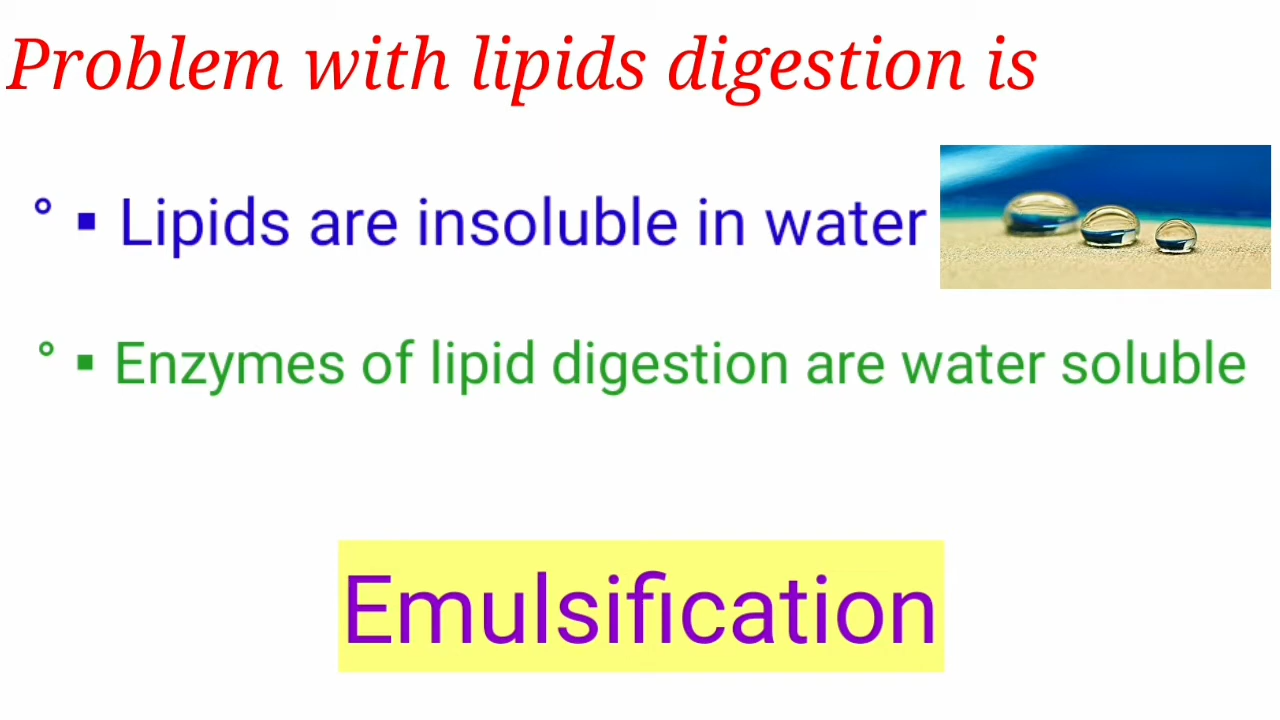 Problem with lipids digestion is
° ▪ Lipids are insoluble in water
° ▪ Enzymes of lipid digestion are water soluble
Emulsification